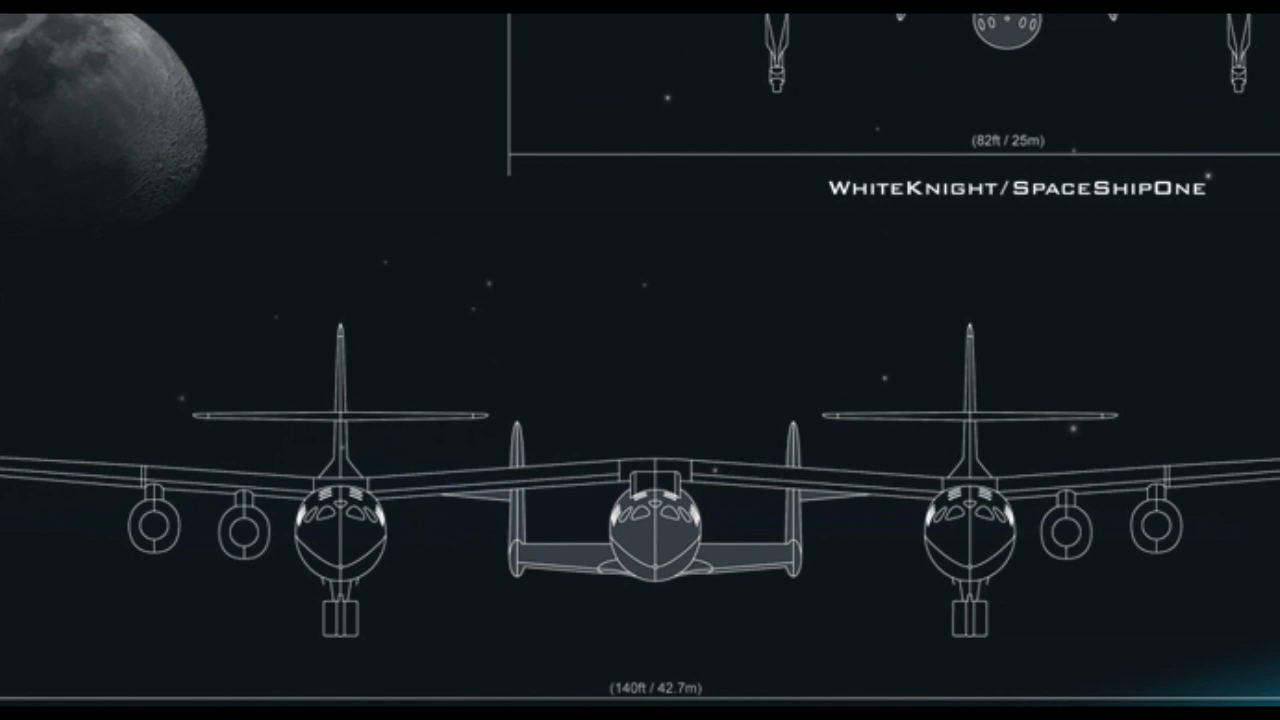 (82ft / 25m)
WhiteKnight/SpaceShipOne
(140ft / 42.7m)